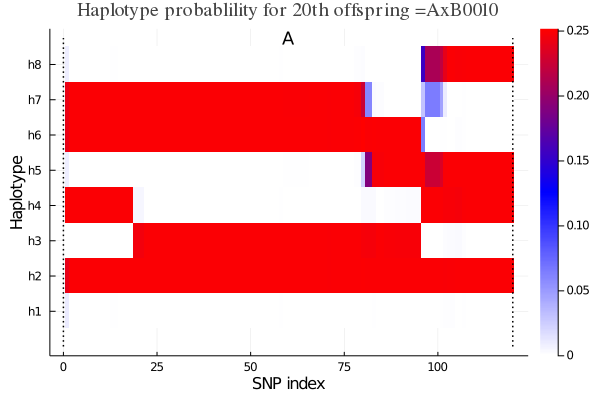 Haplotype probablility for 20th offspring =AxB0010
A
Haplotype
h8
h7
h6
h5
h4
h3
h2
h1
0
25
50
75
100
SNP index
0.25
0.20
0.15
0.10
0.05
0